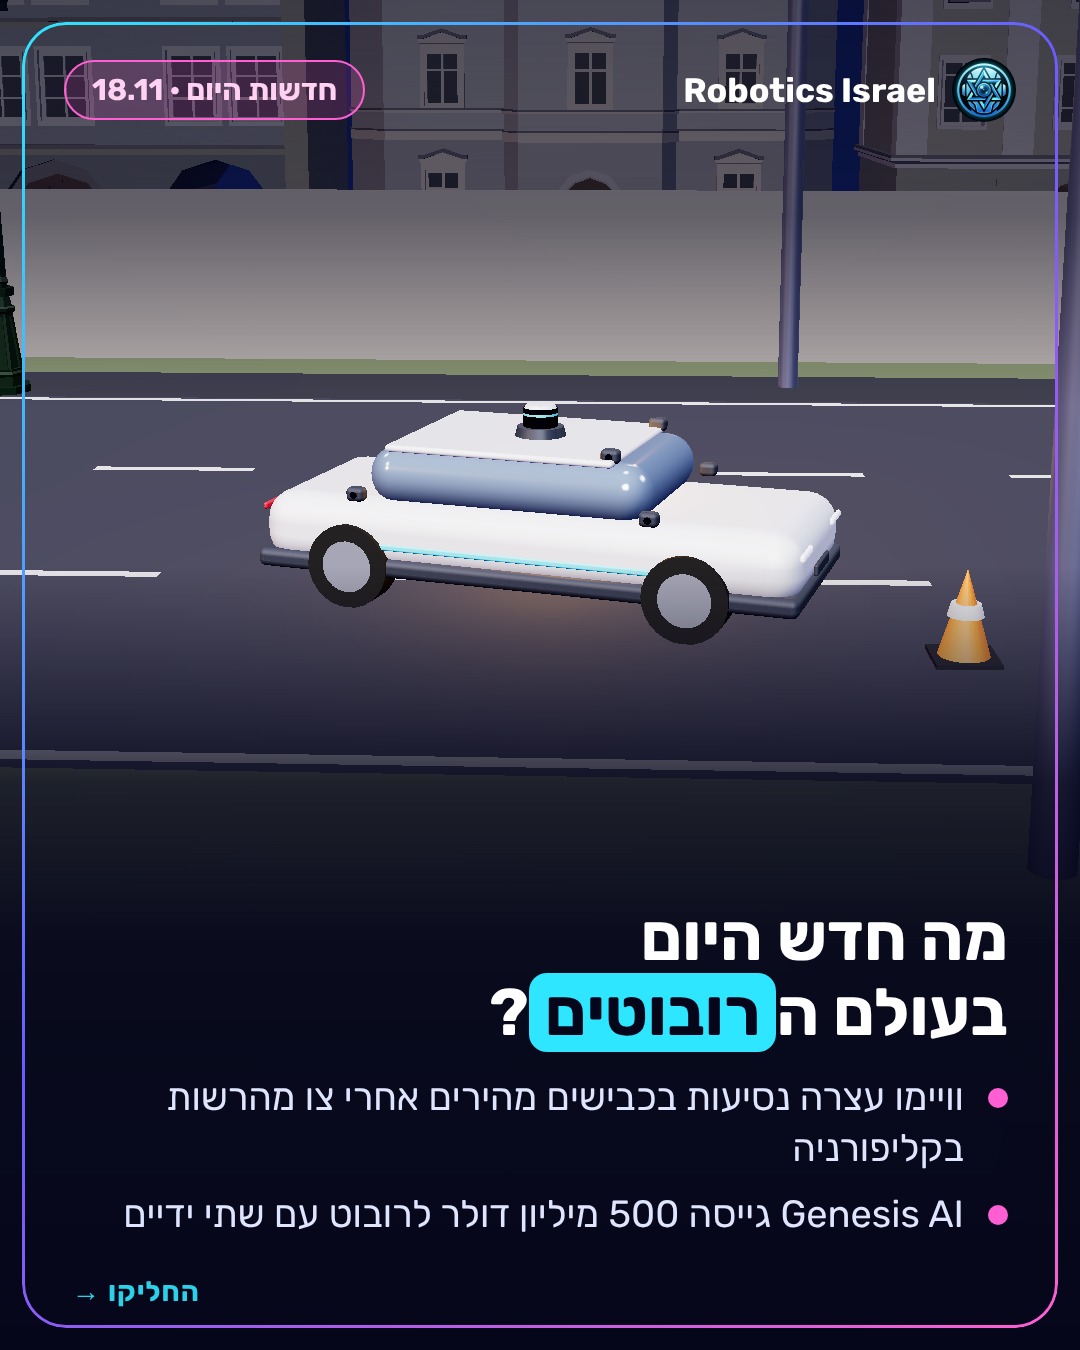 Robotics Israel
חדשות היום • 18.11
מה חדש היום
בעולם הרובוטים?
וויימו עצרה נסיעות בכבישים מהירים אחרי צו מהרשות
בקליפורניה
Genesis AI גייסה 500 מיליון דולר לרובוט עם שתי ידיים
החליקו →